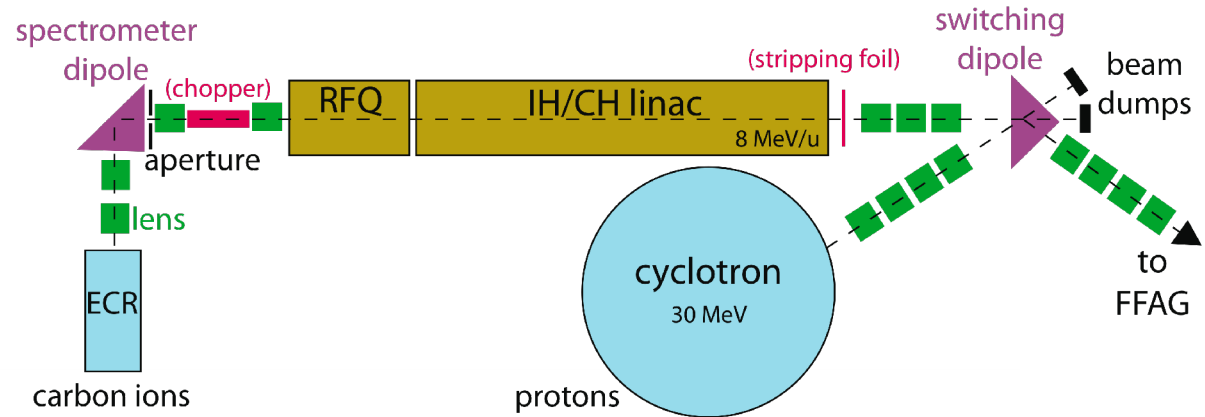 spectrometer
dipole
(chopper)
aperture
RFQ
IH/CH linac
8 MeV/u
(stripping foil)
switching
dipole
beam
dumps
lens
ECR
carbon ions
cyclotron
30 MeV
protons
to
FFAG